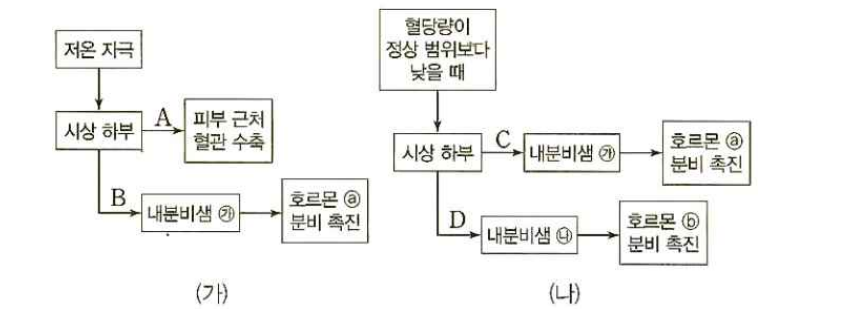 저온 자극
시상 하부
A
피부 근처
혈관 수축
B
내분비샘 ㉮
호르몬 ⓐ
분비 촉진
(가)
혈당량이
정상 범위보다
낮을 때
시상 하부
C
내분비샘 ㉮
호르몬 ⓐ
분비 촉진
D
내분비샘 ㉯
호르몬 ⓑ
분비 촉진
(나)